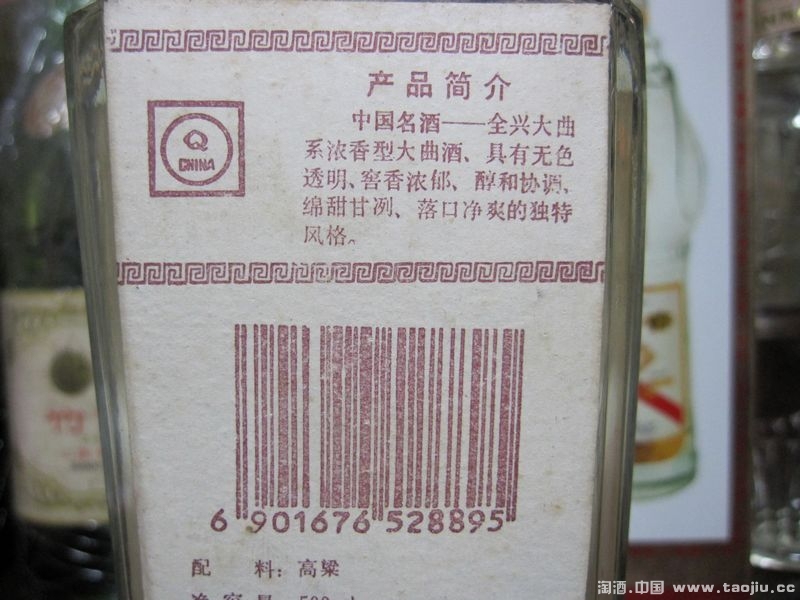 产品简介
Q
CHINA
中国名酒——全兴大曲
系浓香型大曲酒、具有无色
透明、窖香浓郁、醇和协调、
绵甜甘冽、落口净爽的独特
风格。
6 901676 528895
配 料：高粱
净容量
淘酒.中国 www.taojiu.cc